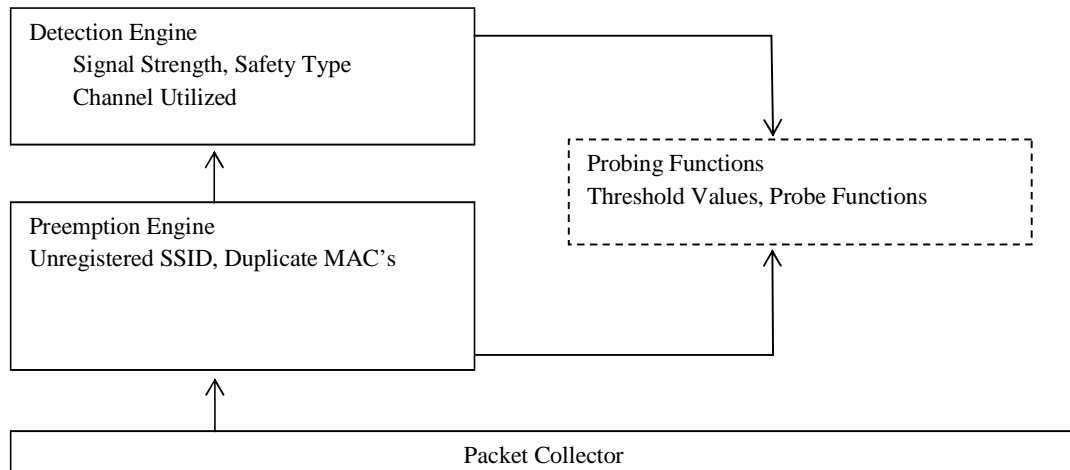 Detection Engine
Signal Strength, Safety Type
Channel Utilized
Probing Functions
Threshold Values, Probe Functions
Preemption Engine
Unregistered SSID, Duplicate MAC’s
Packet Collector